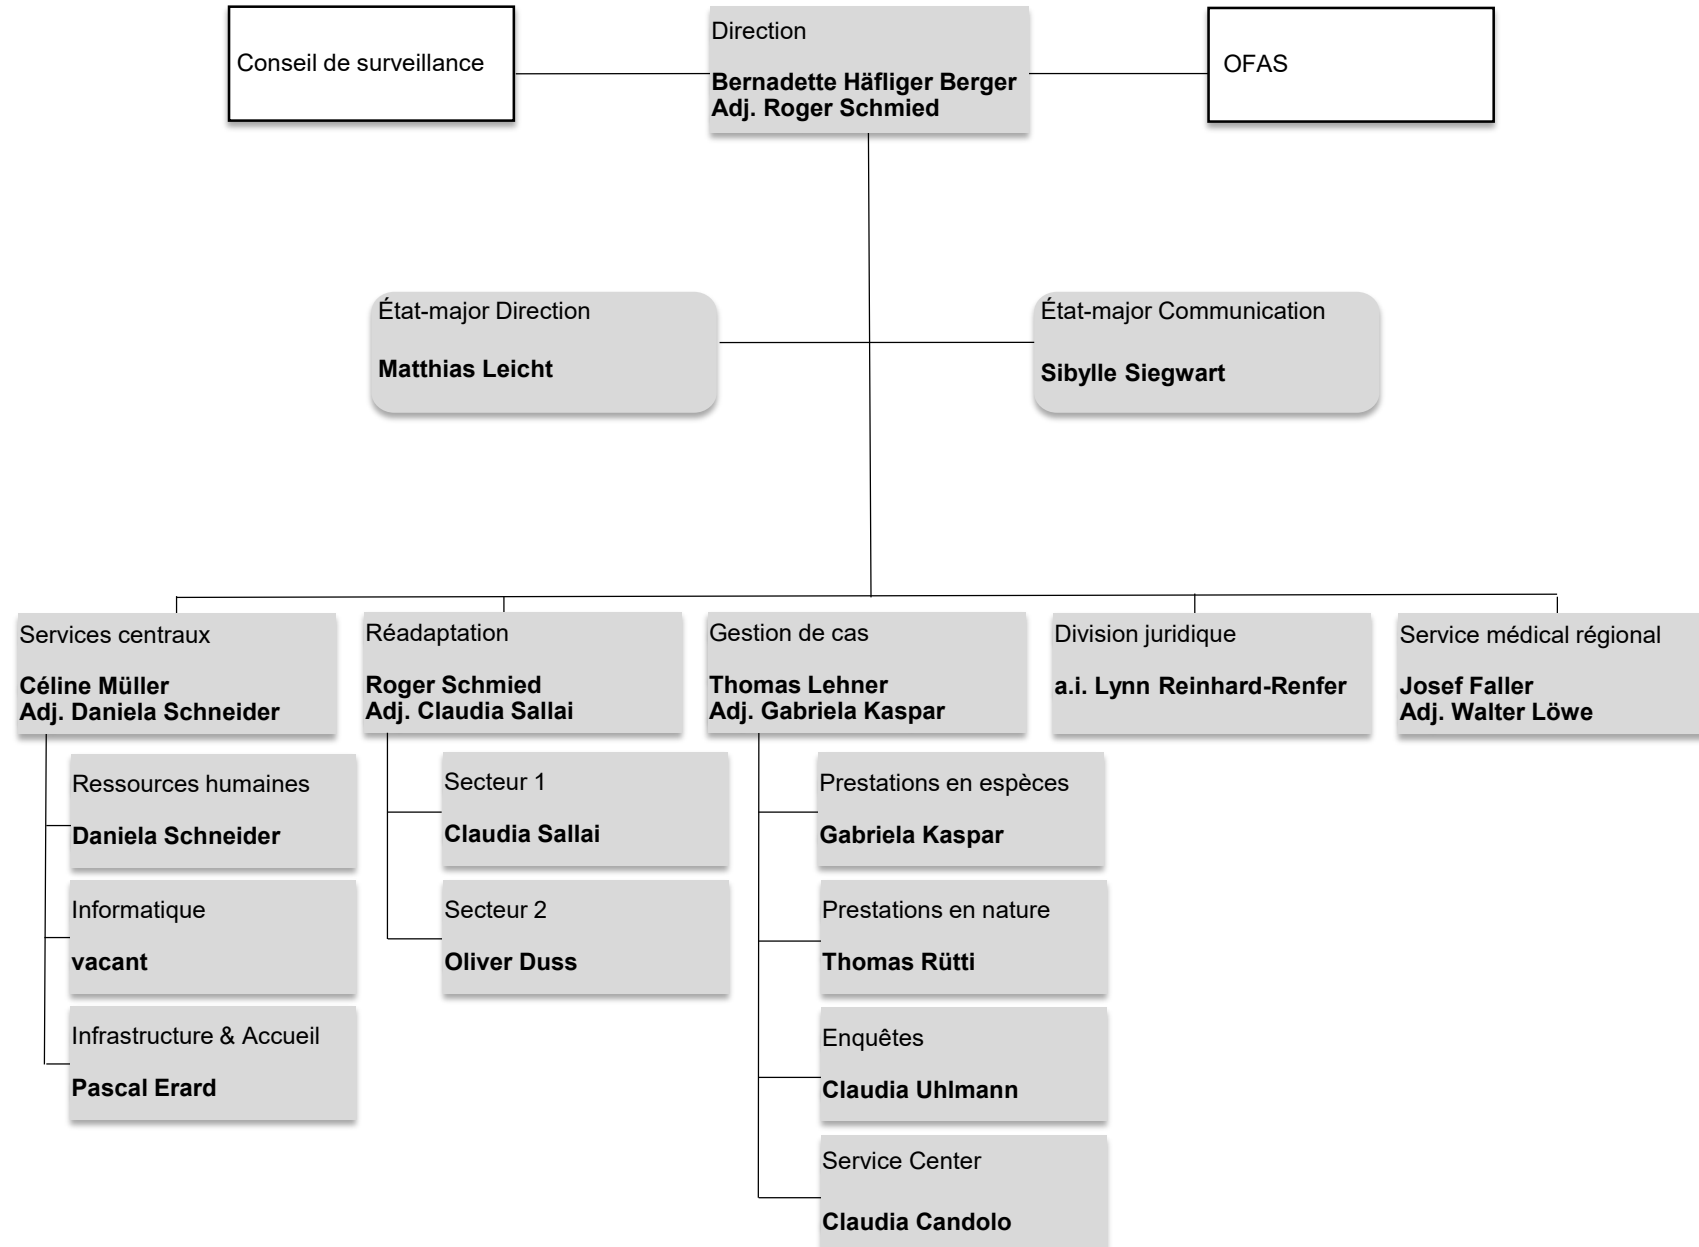 Conseil de surveillance
Direction
Bernadette Häfliger Berger
Adj. Roger Schmied
OFAS
État-major Direction
Matthias Leicht
État-major Communication
Sibylle Siegwart
Services centraux
Céline Müller
Adj. Daniela Schneider
Réadaptation
Roger Schmied
Adj. Claudia Sallai
Gestion de cas
Thomas Lehner
Adj. Gabriela Kaspar
Division juridique
a.i. Lynn Reinhard-Renfer
Service médical régional
Josef Faller
Adj. Walter Löwe
Ressources humaines
Daniela Schneider
Informatique
vacant
Infrastructure & Accueil
Pascal Erard
Secteur 1
Claudia Sallai
Secteur 2
Oliver Duss
Prestations en espèces
Gabriela Kaspar
Prestations en nature
Thomas Rütti
Enquêtes
Claudia Uhlmann
Service Center
Claudia Candolo